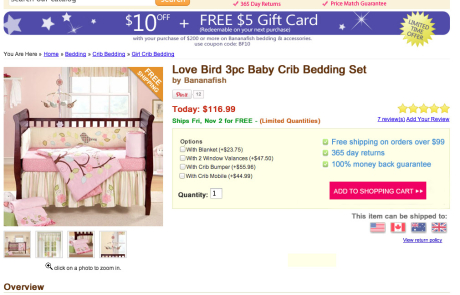 365 Days Returns
Price Match Guarantee
$10 OFF + FREE $5 Gift Card
(Redeemable on your next purchase)
LIMITED TIME OFFER
with your purchase of $200 or more on Bananafish bedding & accessories.
use coupon code: BF10
You Are Here » Home » Bedding » Crib Bedding » Girl Crib Bedding
FREE SHIPPING
Love Bird 3pc Baby Crib Bedding Set
by Bananafish
Pin it 12
Today: $116.99
Ships Fri, Nov 2 for FREE - (Limited Quantities)
7 review(s) Add Your Review
Options
With Blanket (+$23.75)
With 2 Window Valances (+$47.50)
With Crib Bumper (+$55.96)
With Crib Mobile (+$44.99)
Quantity: 1
Free shipping on orders over $99
365 day returns
100% money back guarantee
ADD TO SHOPPING CART
This item can be shipped to:
View return policy
click on a photo to zoom in.
Overview